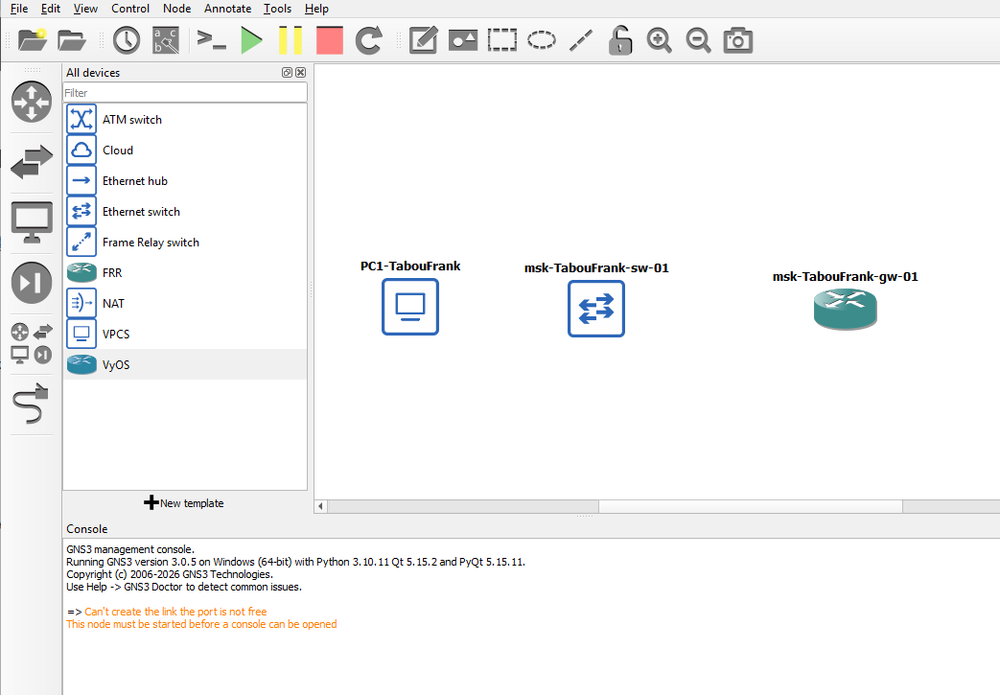 File Edit View Control Node Annotate Tools Help
All devices
Filter
ATM switch
Cloud
Ethernet hub
Ethernet switch
Frame Relay switch
FRR
NAT
VPCS
VyOS
New template
PC1-TabouFrank
msk-TabouFrank-sw-01
msk-TabouFrank-gw-01
Console
GNS3 management console.
Running GNS3 version 3.0.5 on Windows (64-bit) with Python 3.10.11 Qt 5.15.2 and PyQt 5.15.11.
Copyright (c) 2006-2026 GNS3 Technologies.
Use Help -> GNS3 Doctor to detect common issues.
=> Can't create the link the port is not free
This node must be started before a console can be opened